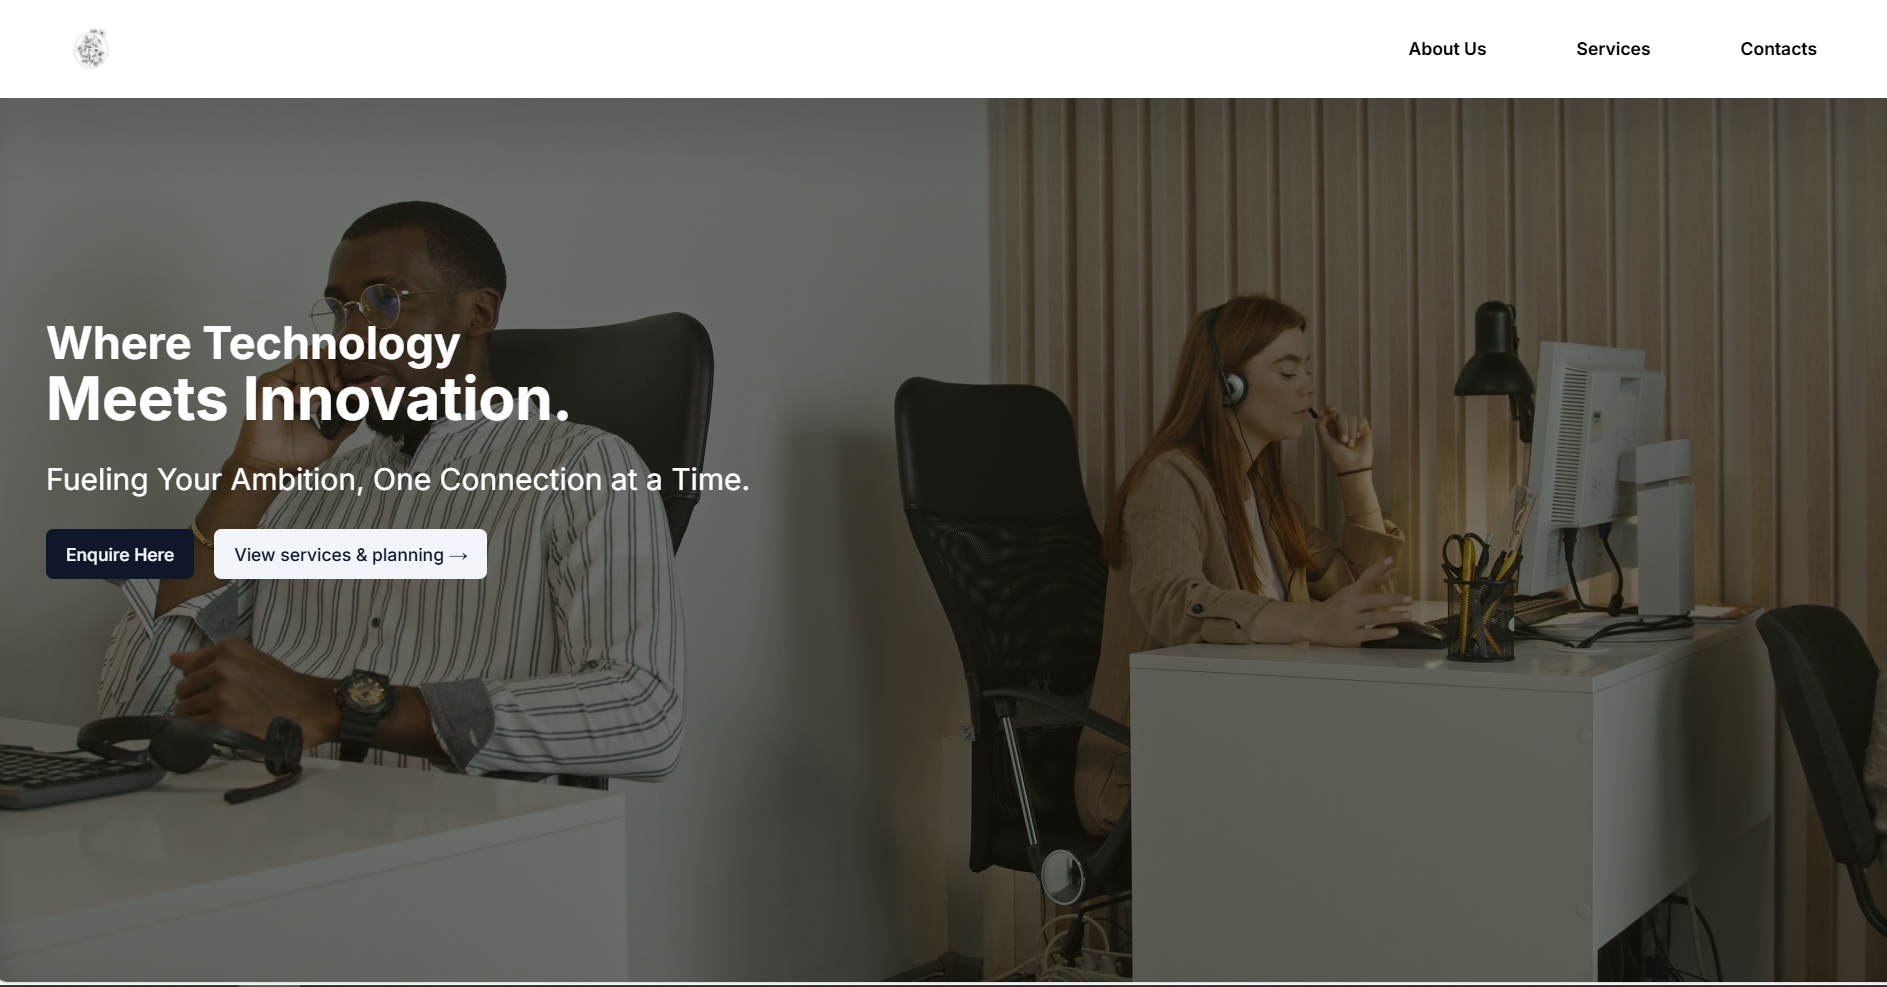 About Us
Services
Contacts
Where Technology
Meets Innovation.
Fueling Your Ambition, One Connection at a Time.
Enquire Here
View services & planning →